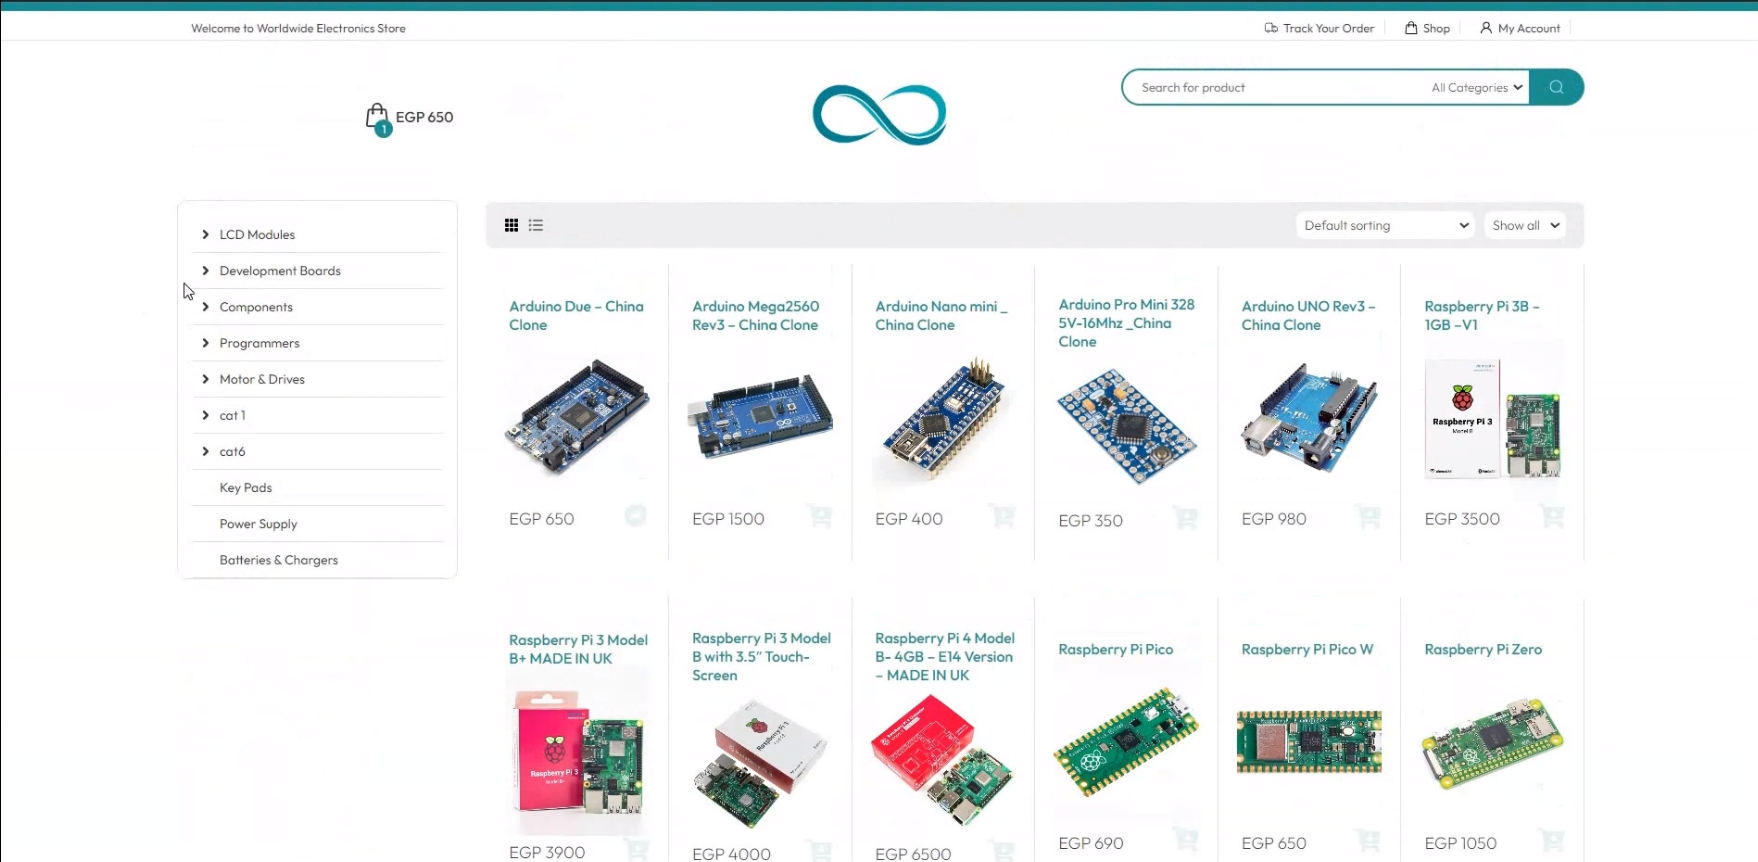 Welcome to Worldwide Electronics Store
Track Your Order
Shop
My Account
1
EGP 650
Search for product
All Categories
LCD Modules
Development Boards
Components
Programmers
Motor & Drives
cat 1
cat6
Key Pads
Power Supply
Batteries & Chargers
Default sorting
Show all
Arduino Due – China
Clone
EGP 650
Arduino Mega2560
Rev3 – China Clone
EGP 1500
Arduino Nano mini _
China Clone
EGP 400
Arduino Pro Mini 328
5V-16Mhz _China
Clone
EGP 350
Arduino UNO Rev3 –
China Clone
EGP 980
Raspberry Pi 3B –
1GB –V1
Raspberry Pi 3
Model B
EGP 3500
Raspberry Pi 3 Model
B+ MADE IN UK
Raspberry Pi 3
EGP 3900
Raspberry Pi 3 Model
B with 3.5″ Touch-
Screen
Raspberry Pi 3
EGP 4000
Raspberry Pi 4 Model
B- 4GB – E14 Version
– MADE IN UK
EGP 6500
Raspberry Pi Pico
EGP 690
Raspberry Pi Pico W
EGP 650
Raspberry Pi Zero
EGP 1050